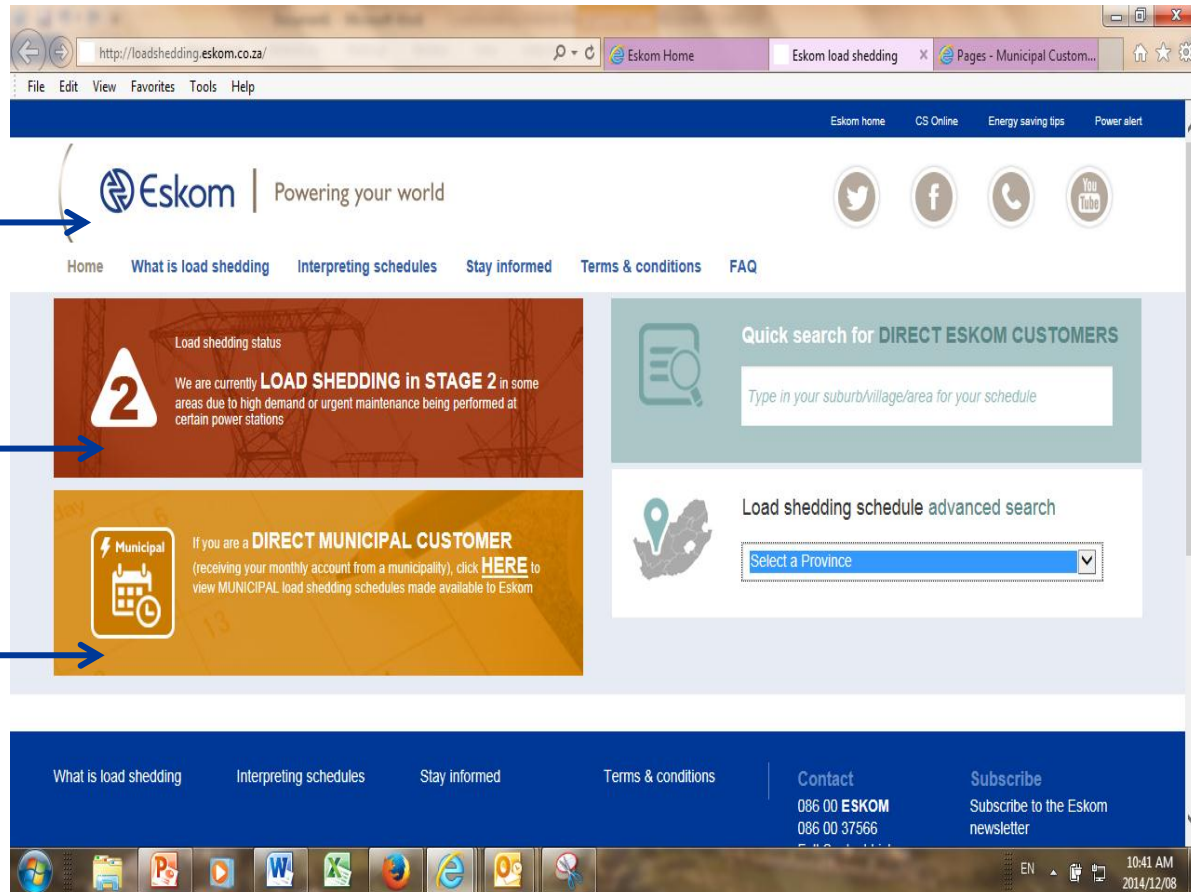 http://loadshedding.eskom.co.za/
Eskom Home
Eskom load shedding
Pages - Municipal Custom...
File Edit View Favorites Tools Help
Eskom home CS Online Energy saving tips Power alert
Eskom Powering your world
You
Tube
Home What is load shedding Interpreting schedules Stay informed Terms & conditions FAQ
2
Load shedding status
We are currently LOAD SHEDDING in STAGE 2 in some
areas due to high demand or urgent maintenance being performed at
certain power stations
Quick search for DIRECT ESKOM CUSTOMERS
Type in your suburb/village/area for your schedule
Municipal
If you are a DIRECT MUNICIPAL CUSTOMER
(receiving your monthly account from a municipality), click HERE to
view MUNICIPAL load shedding schedules made available to Eskom
13
Load shedding schedule advanced search
Select a Province
What is load shedding Interpreting schedules Stay informed Terms & conditions
Contact
086 00 ESKOM
086 00 37566
Subscribe
Subscribe to the Eskom
newsletter
EN
10:41 AM
2014/12/08